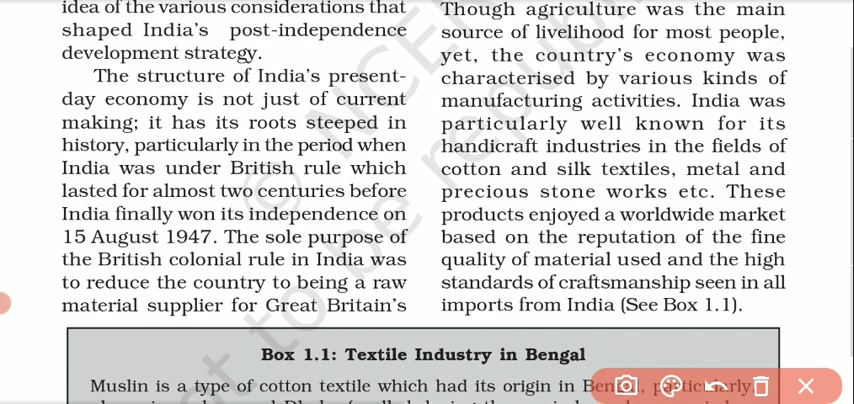 idea of the various considerations that
shaped India's post-independence
development strategy.
The structure of India's present-
day economy is not just of current
making; it has its roots steeped in
history, particularly in the period when
India was under British rule which
lasted for almost two centuries before
India finally won its independence on
15 August 1947. The sole purpose of
the British colonial rule in India was
to reduce the country to being a raw
material supplier for Great Britain's
Though agriculture was the main
source of livelihood for most people,
yet, the country's economy was
characterised by various kinds of
manufacturing activities. India was
particularly well known for its
handicraft industries in the fields of
cotton and silk textiles, metal and
precious stone works etc. These
products enjoyed a worldwide market
based on the reputation of the fine
quality of material used and the high
standards of craftsmanship seen in all
imports from India (See Box 1.1).
Box 1.1: Textile Industry in Bengal
Muslin is a type of cotton textile which had its origin in Bengal, particularly,